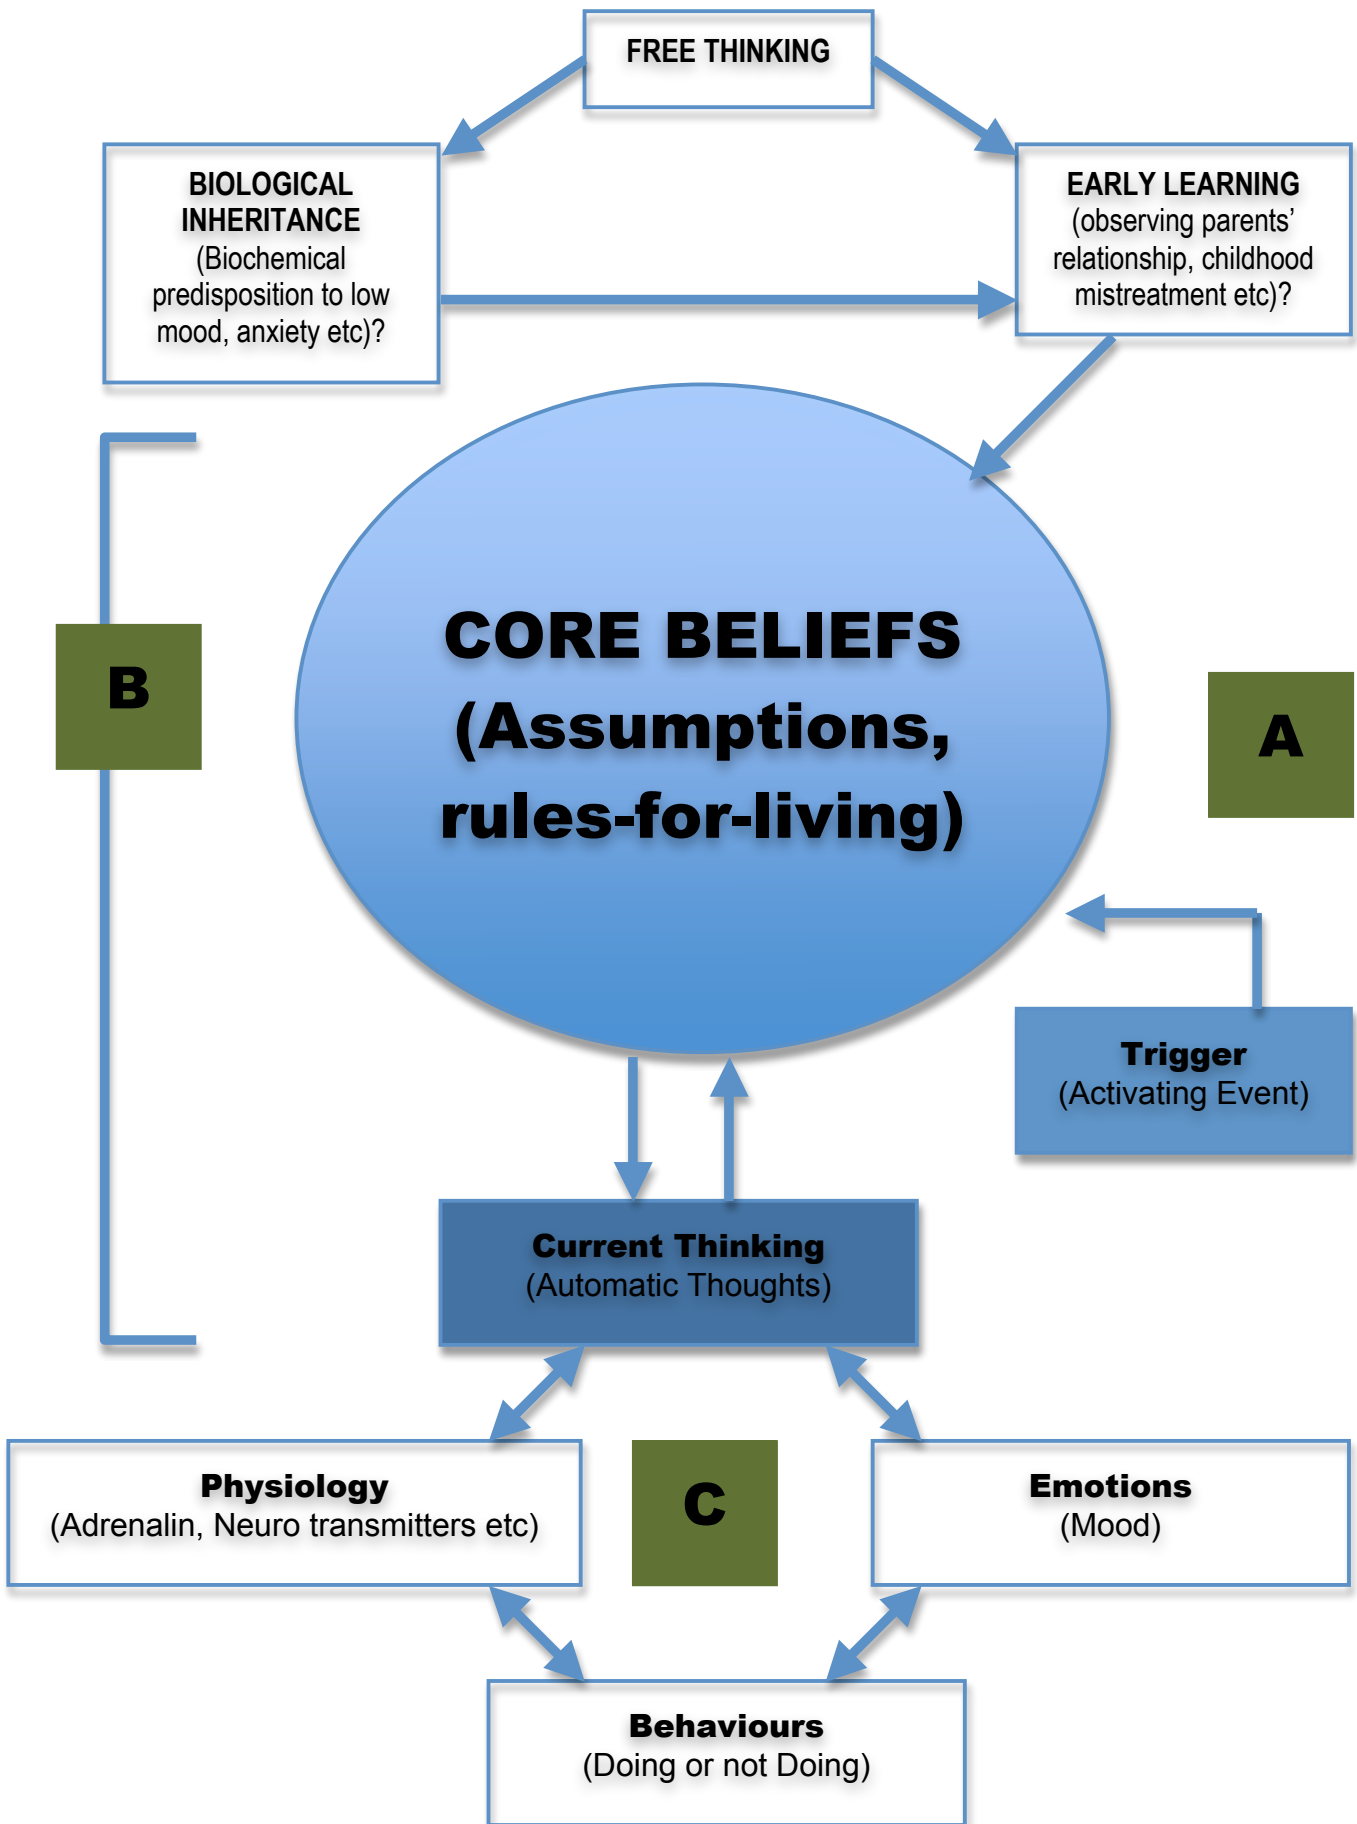 FREE THINKING
BIOLOGICAL
INHERITANCE
(Biochemical
predisposition to low
mood, anxiety etc)?
EARLY LEARNING
(observing parents’
relationship, childhood
mistreatment etc)?
CORE BELIEFS
(Assumptions,
rules-for-living)
B
A
Trigger
(Activating Event)
Current Thinking
(Automatic Thoughts)
Physiology
(Adrenalin, Neuro transmitters etc)
C
Emotions
(Mood)
Behaviours
(Doing or not Doing)